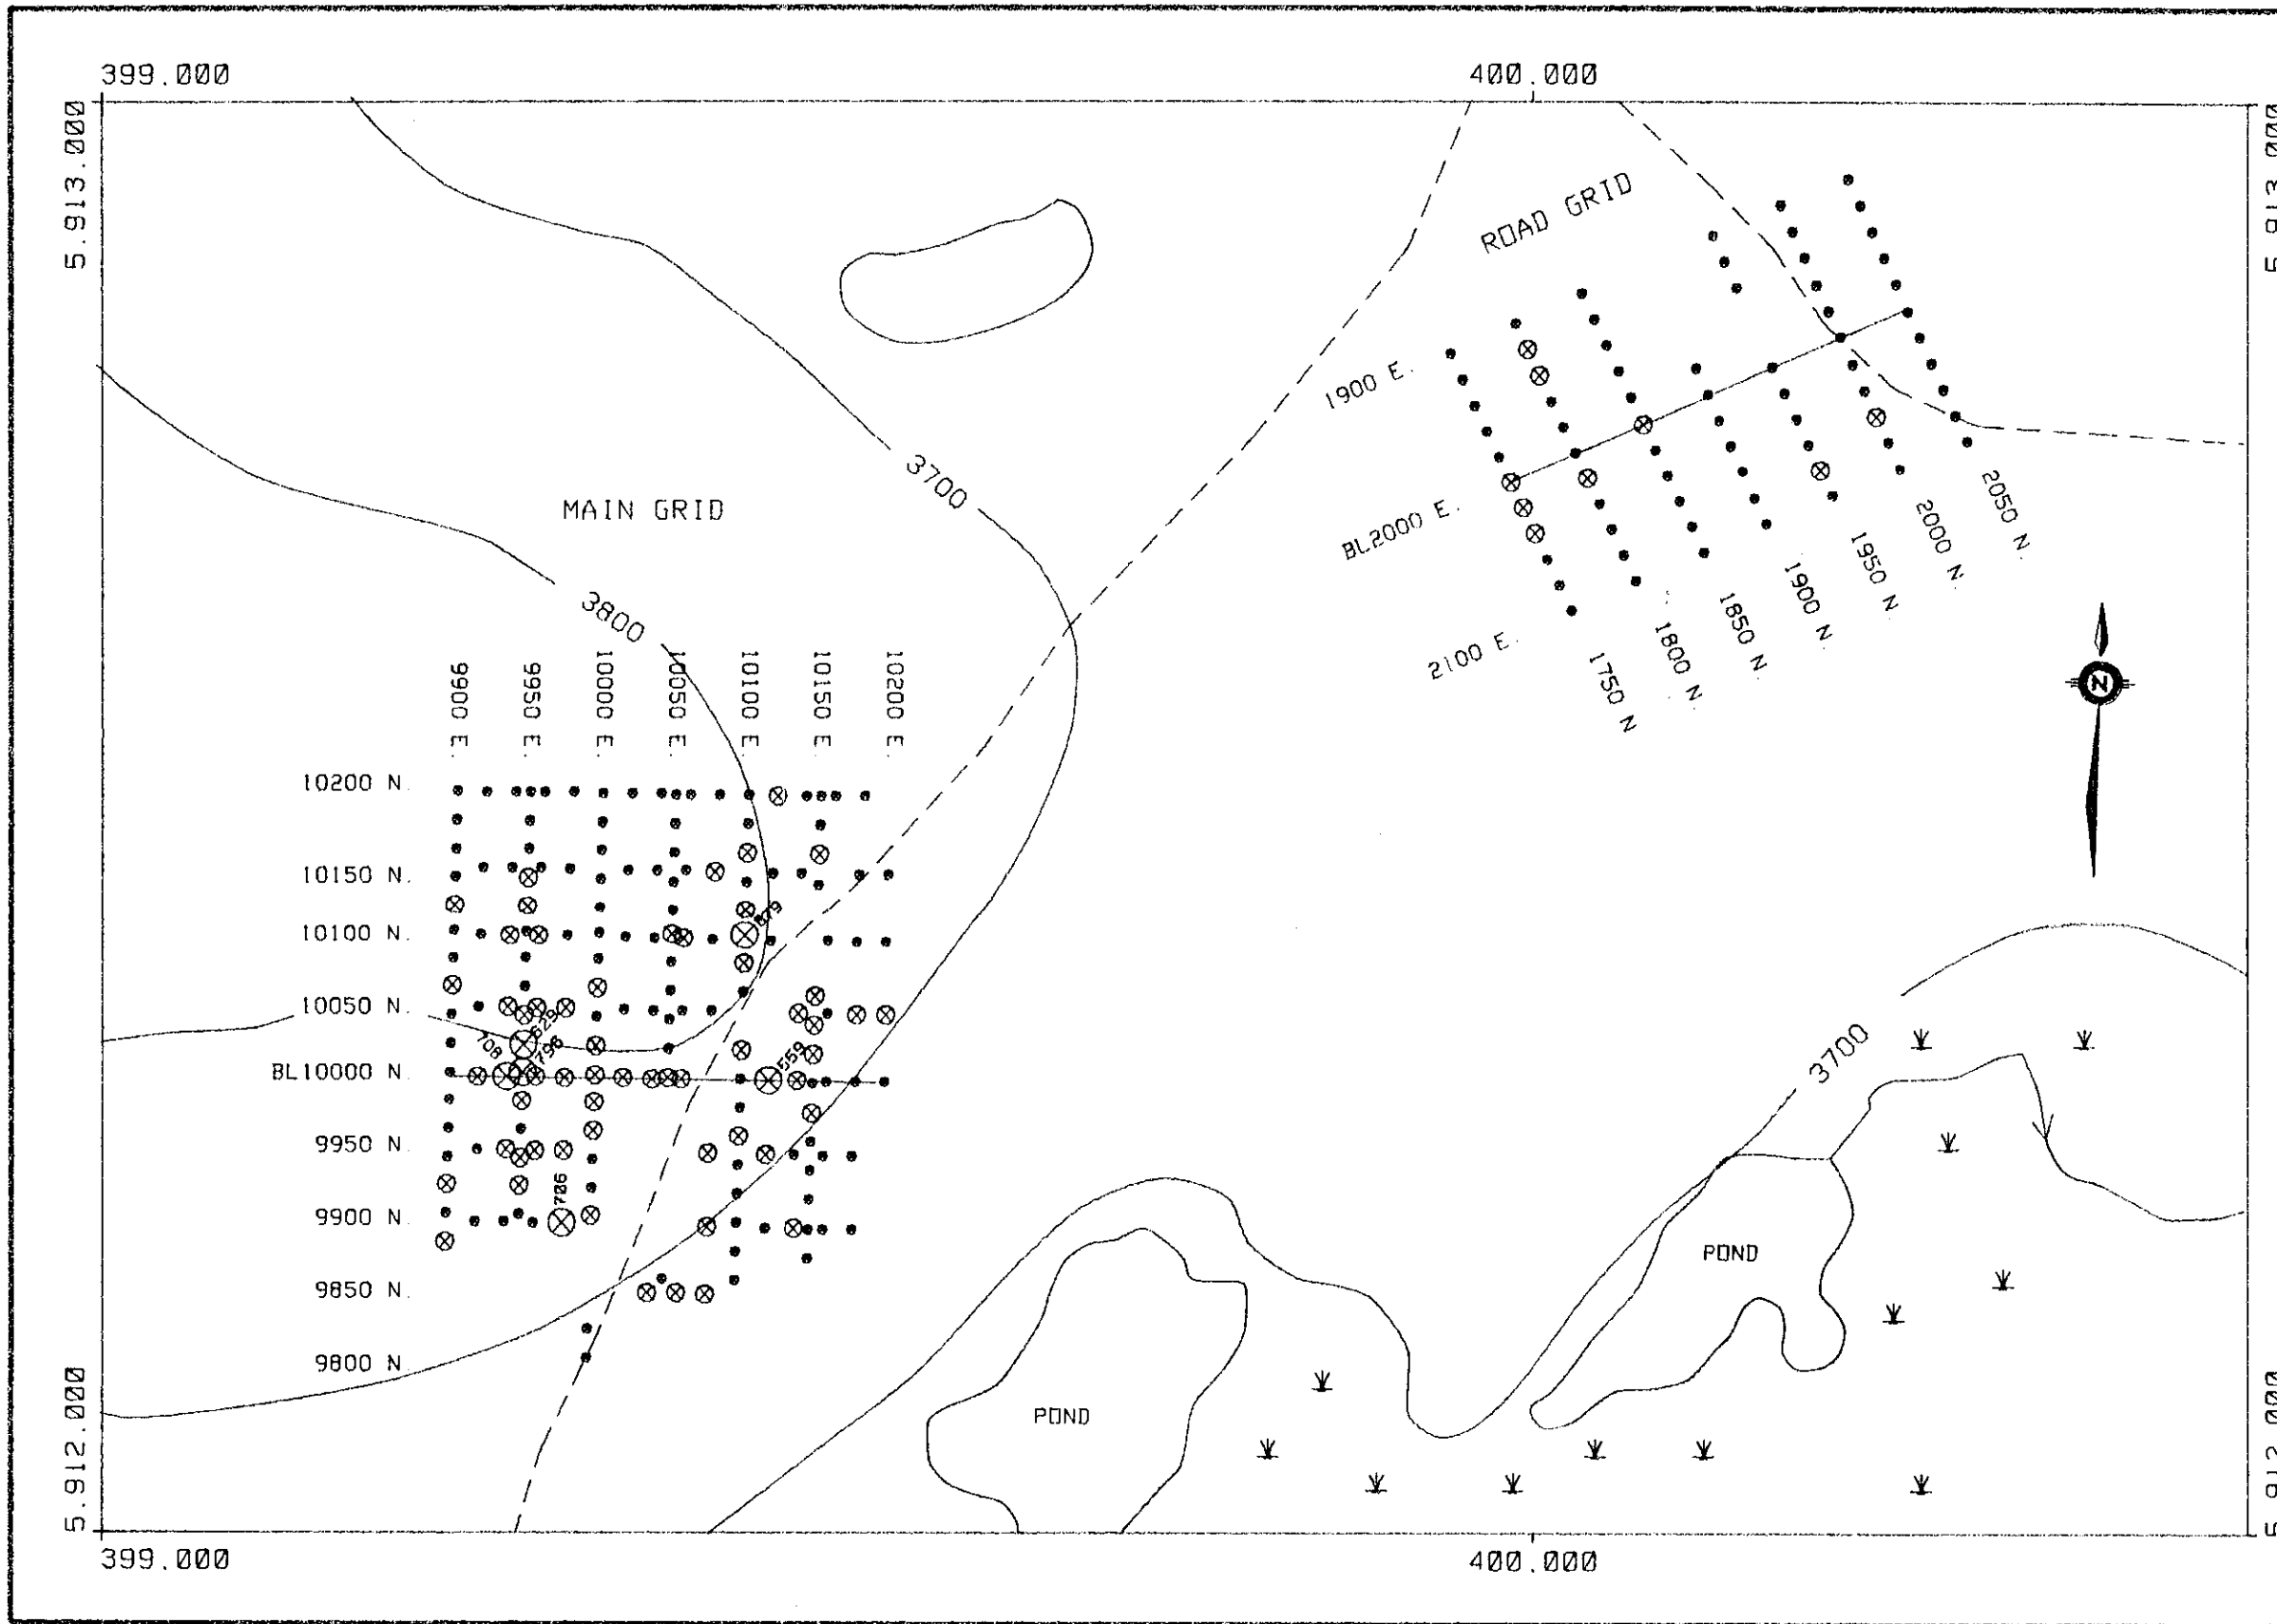 399.000
400.000
5.913.000
ROAD GRID
1900 E.
3700
MAIN GRID
BL2000 E.
2050 N.
2000 N.
1950 N.
1900 N.
1850 N.
1800 N.
1750 N
2100 E.
3800
9900 E.
9950 E.
10000 E.
10050 E.
10100 E.
10150 E.
10200 E.
N
10200 N.
10150 N.
10100 N.
879
10050 N.
629
708
796
559
BL10000 N.
3700
9950 N.
786
9900 N.
POND
9850 N.
9800 N.
POND
5.912.000
399.000
400.000